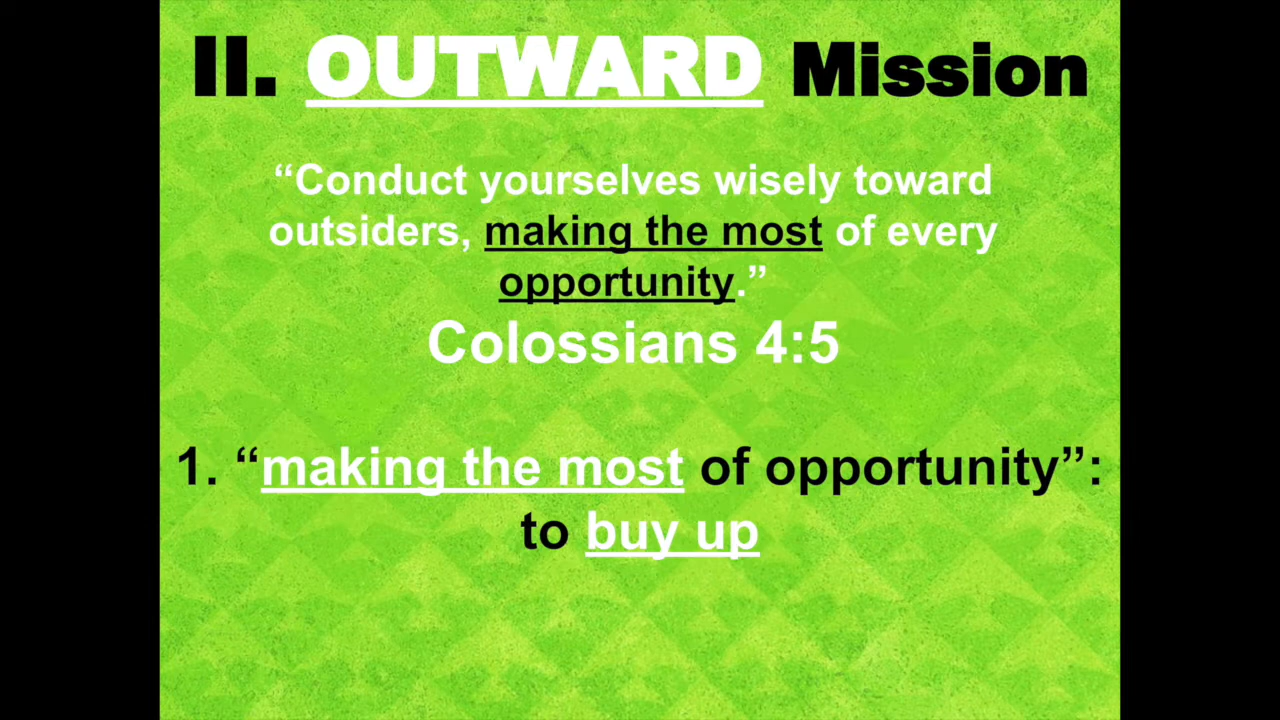 II. OUTWARD Mission
“Conduct yourselves wisely toward
outsiders, making the most of every
opportunity.”
Colossians 4:5
1. “making the most of opportunity”:
to buy up